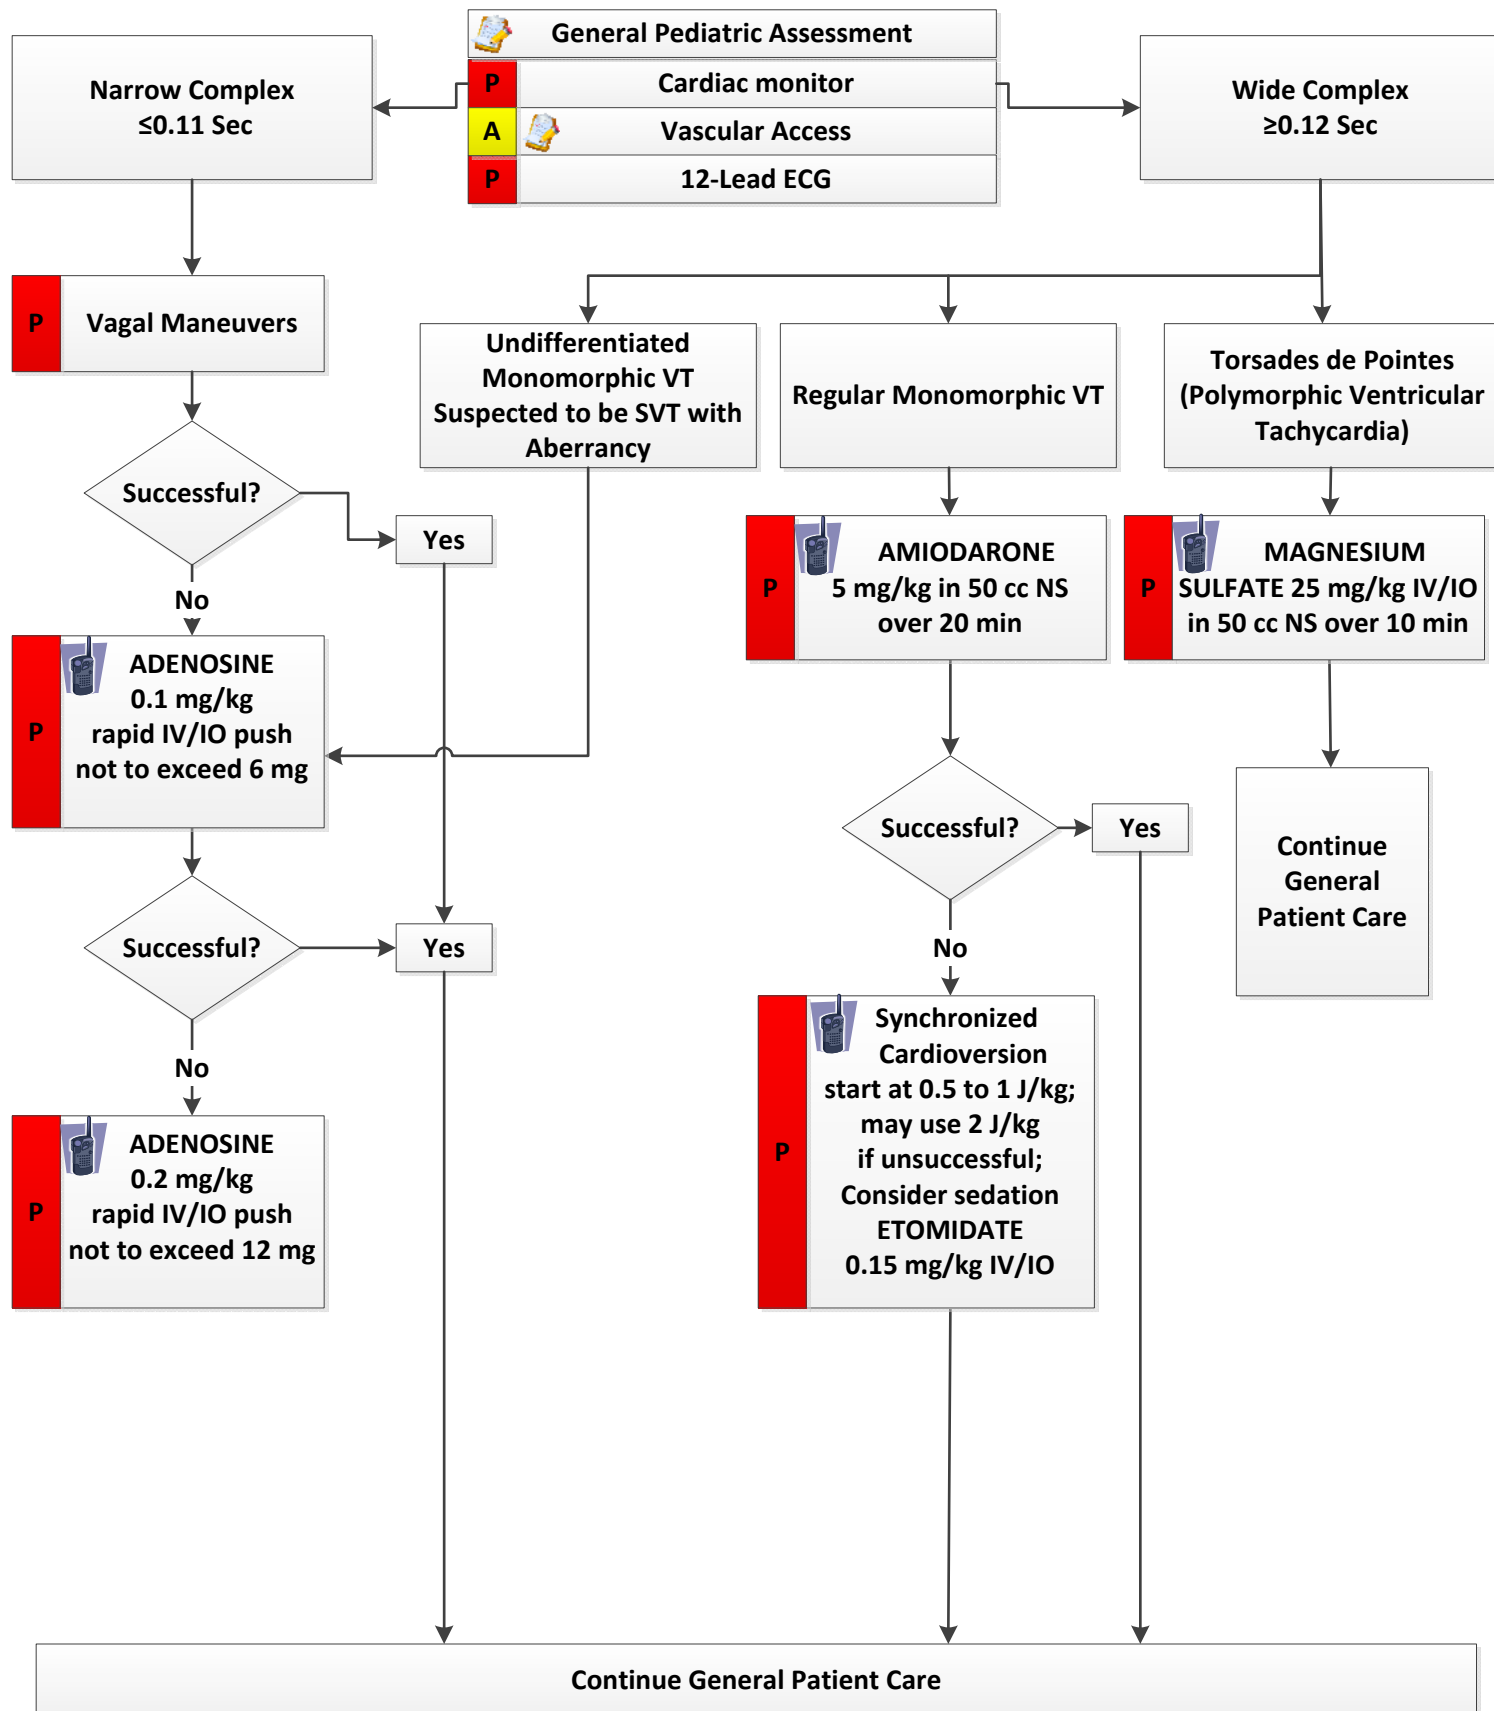 General Pediatric Assessment
P
Cardiac monitor
A
Vascular Access
P
12-Lead ECG
Narrow Complex
≤0.11 Sec
Wide Complex
≥0.12 Sec
P
Vagal Maneuvers
Successful?
Yes
No
P
ADENOSINE
0.1 mg/kg
rapid IV/IO push
not to exceed 6 mg
Successful?
Yes
No
P
ADENOSINE
0.2 mg/kg
rapid IV/IO push
not to exceed 12 mg
Undifferentiated
Monomorphic VT
Suspected to be SVT with
Aberrancy
Regular Monomorphic VT
P
AMIODARONE
5 mg/kg in 50 cc NS
over 20 min
Successful?
Yes
No
P
Synchronized
Cardioversion
start at 0.5 to 1 J/kg;
may use 2 J/kg
if unsuccessful;
Consider sedation
ETOMIDATE
0.15 mg/kg IV/IO
Torsades de Pointes
(Polymorphic Ventricular
Tachycardia)
P
MAGNESIUM
SULFATE 25 mg/kg IV/IO
in 50 cc NS over 10 min
Continue
General
Patient Care
Continue General Patient Care